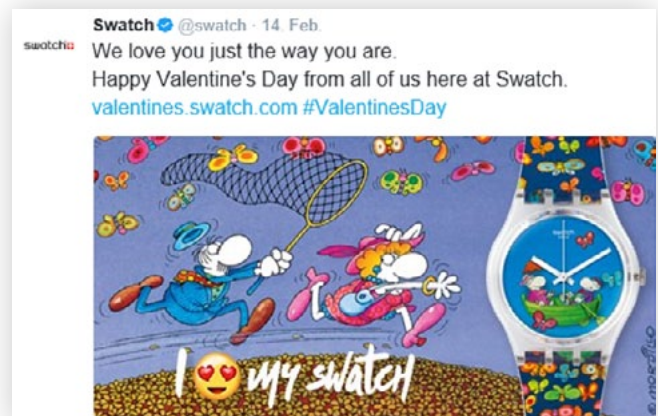 Swatch @swatch · 14. Feb.
swatch
We love you just the way you are.
Happy Valentine's Day from all of us here at Swatch.
valentines.swatch.com #ValentinesDay
swatch
I 😍 my swatch